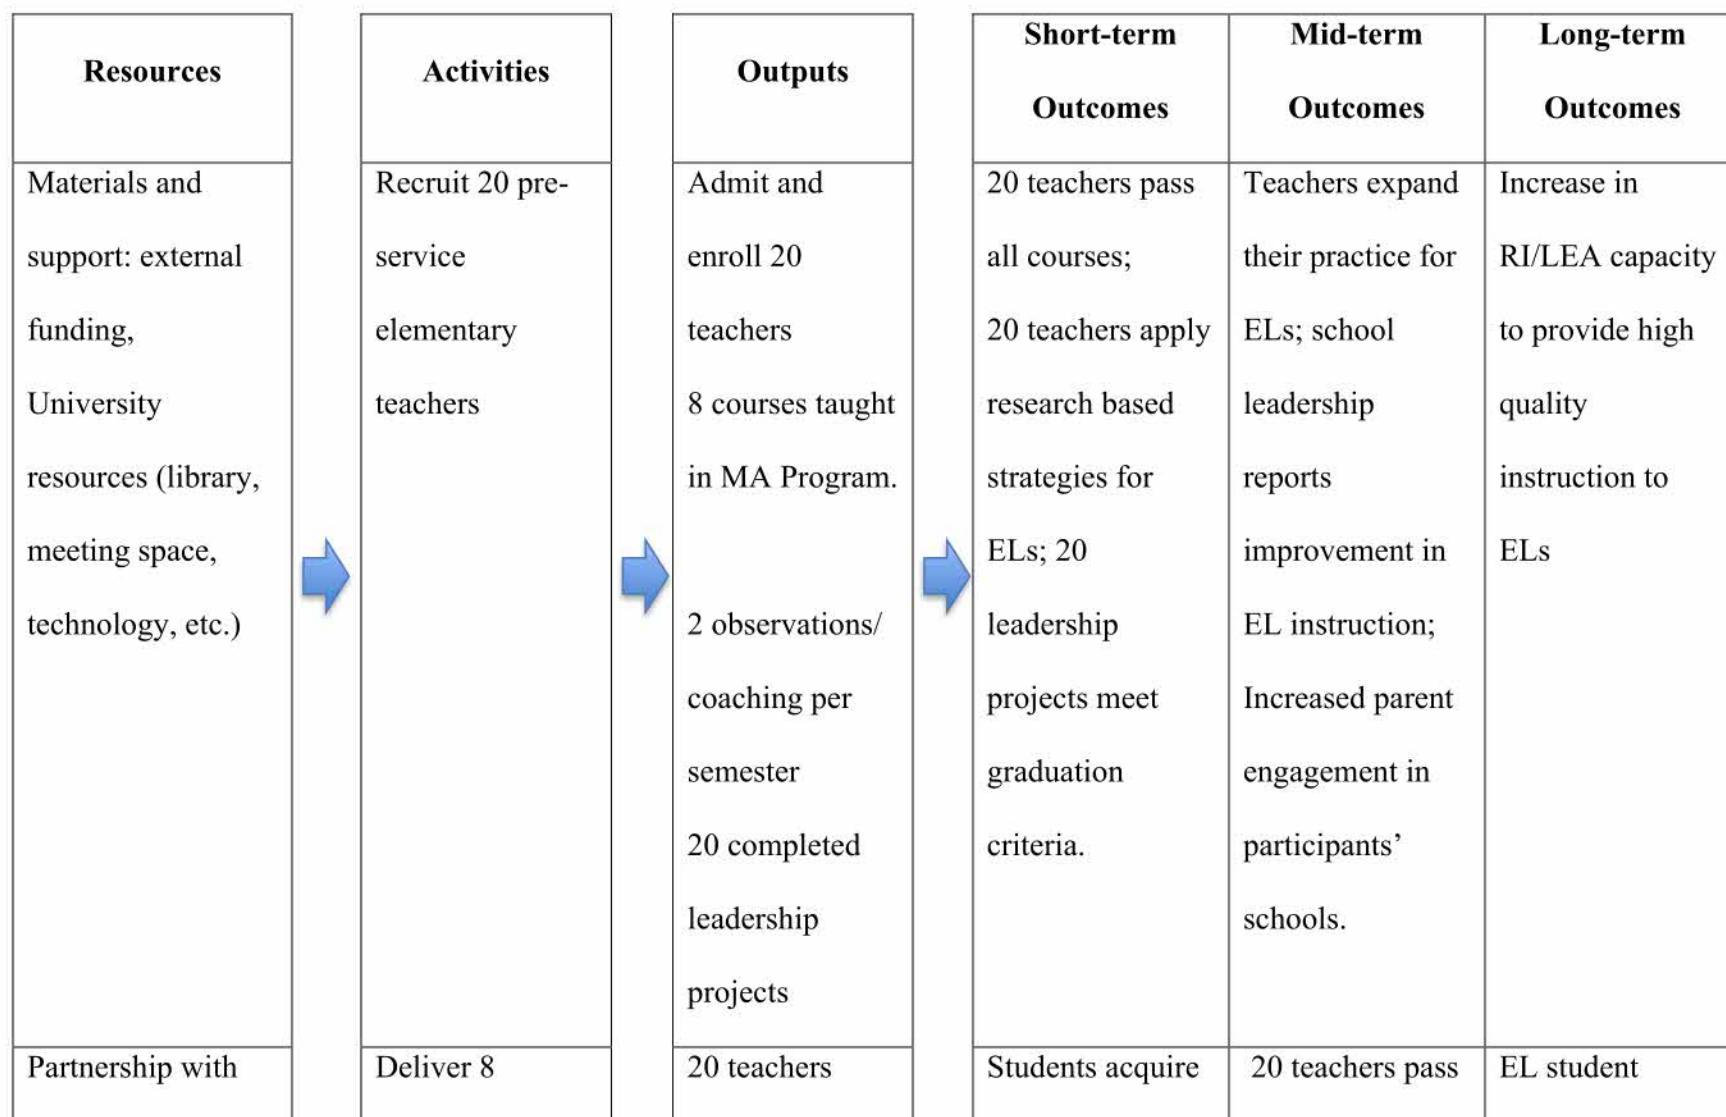 Resources
Activities
Outputs
Short-term
Outcomes
Mid-term
Outcomes
Long-term
Outcomes
Materials and
support: external
funding,
University
resources (library,
meeting space,
technology, etc.)
Recruit 20 pre-
service
elementary
teachers
Admit and
enroll 20
teachers
8 courses taught
in MA Program.
2 observations/
coaching per
semester
20 completed
leadership
projects
20 teachers pass
all courses;
20 teachers apply
research based
strategies for
ELs; 20
leadership
projects meet
graduation
criteria.
Teachers expand
their practice for
ELs; school
leadership
reports
improvement in
EL instruction;
Increased parent
engagement in
participants’
schools.
Increase in
RI/LEA capacity
to provide high
quality
instruction to
ELs
Partnership with
Deliver 8
20 teachers
Students acquire
20 teachers pass
EL student